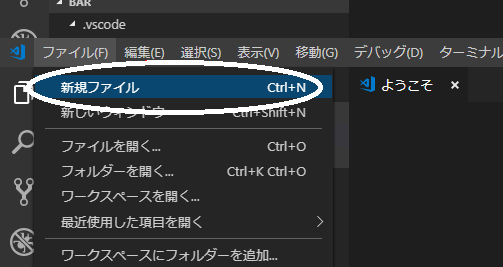 BAR
.vscode
ファイル(F) 編集(E) 選択(S) 表示(V) 移動(G) デバッグ(D) ターミナル
新規ファイル Ctrl+N
ようこそ ×
新しいウィンドウ Ctrl+Shift+N
ファイルを開く... Ctrl+O
フォルダーを開く... Ctrl+K Ctrl+O
ワークスペースを開く...
最近使用した項目を開く
ワークスペースにフォルダーを追加...